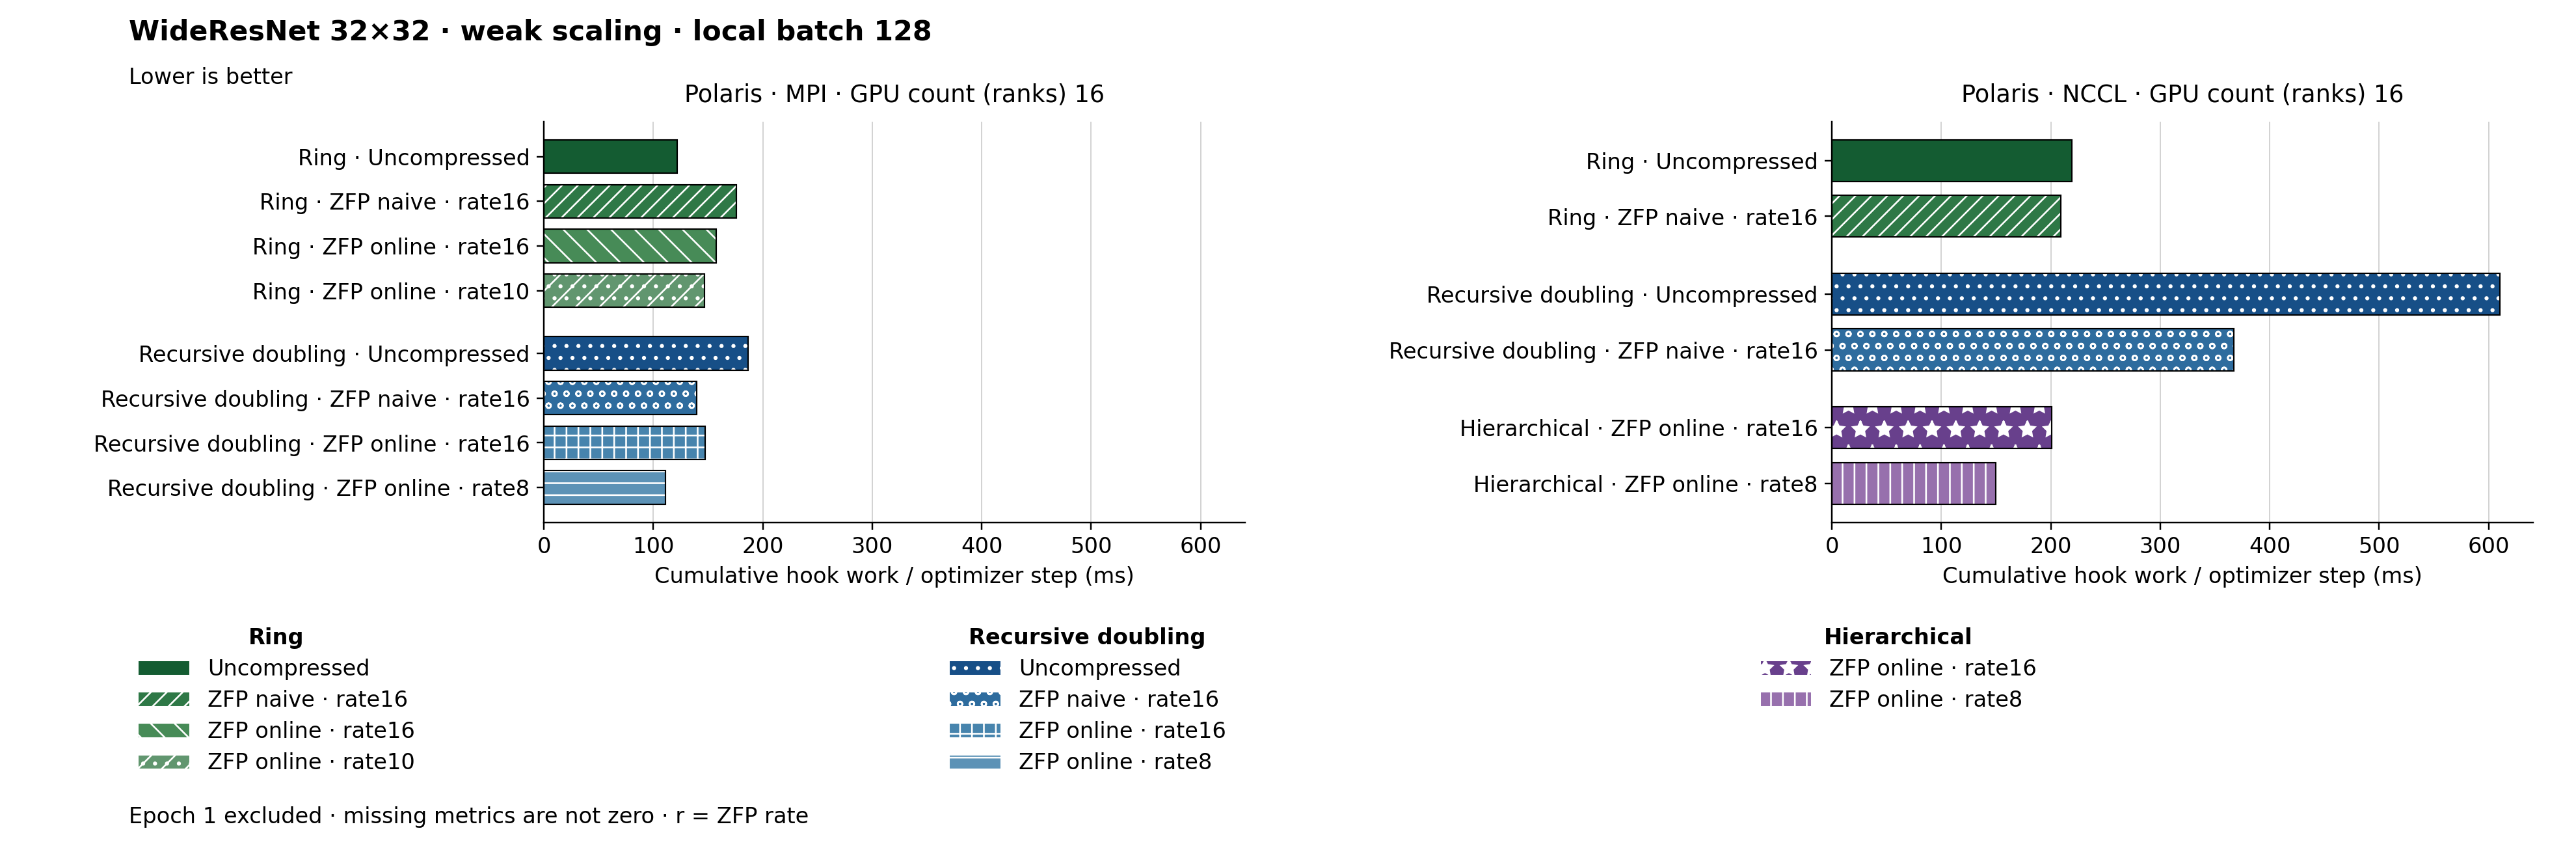 WideResNet 32×32 · weak scaling · local batch 128
Lower is better
Polaris · MPI · GPU count (ranks) 16
Ring · Uncompressed
Ring · ZFP naive · rate16
Ring · ZFP online · rate16
Ring · ZFP online · rate10
Recursive doubling · Uncompressed
Recursive doubling · ZFP naive · rate16
Recursive doubling · ZFP online · rate16
Recursive doubling · ZFP online · rate8
0 100 200 300 400 500 600
Cumulative hook work / optimizer step (ms)
Polaris · NCCL · GPU count (ranks) 16
Ring · Uncompressed
Ring · ZFP naive · rate16
Recursive doubling · Uncompressed
Recursive doubling · ZFP naive · rate16
Hierarchical · ZFP online · rate16
Hierarchical · ZFP online · rate8
0 100 200 300 400 500 600
Cumulative hook work / optimizer step (ms)
Ring
Uncompressed
ZFP naive · rate16
ZFP online · rate16
ZFP online · rate10
Recursive doubling
Uncompressed
ZFP naive · rate16
ZFP online · rate16
ZFP online · rate8
Hierarchical
ZFP online · rate16
ZFP online · rate8
Epoch 1 excluded · missing metrics are not zero · r = ZFP rate